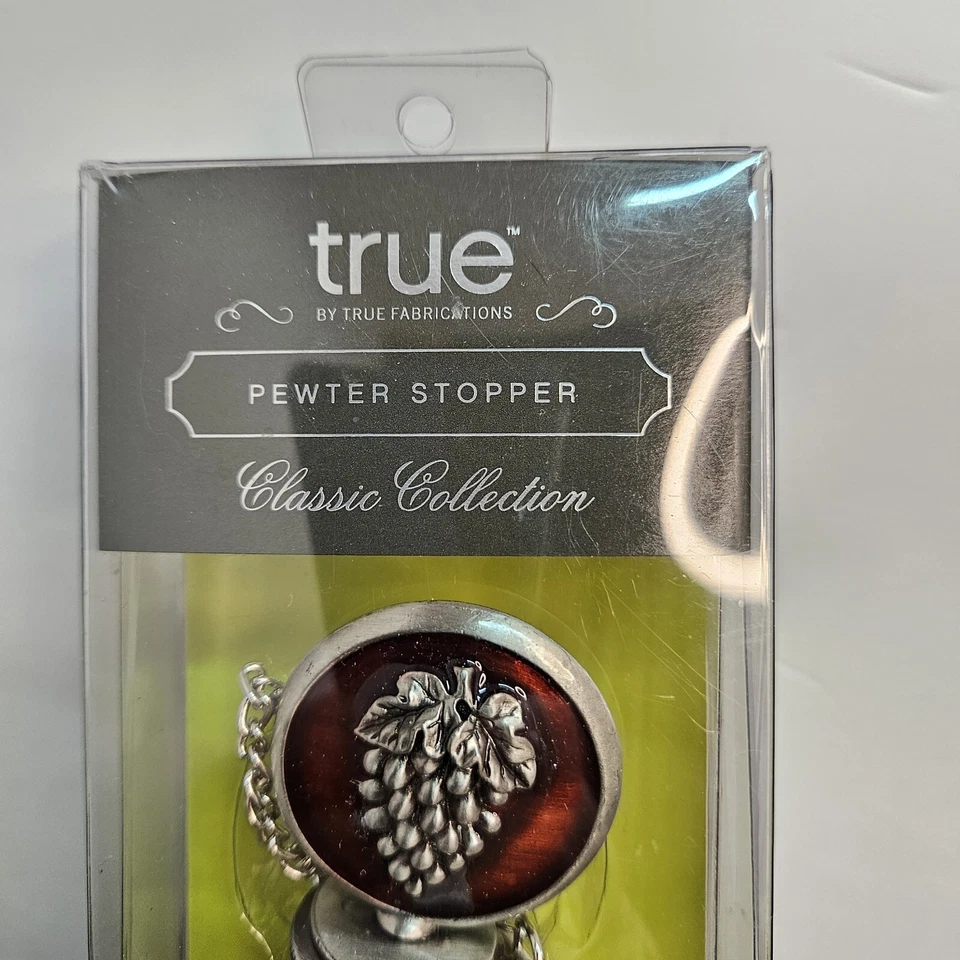 true™
BY TRUE FABRICATIONS
PEWTER STOPPER
Classic Collection